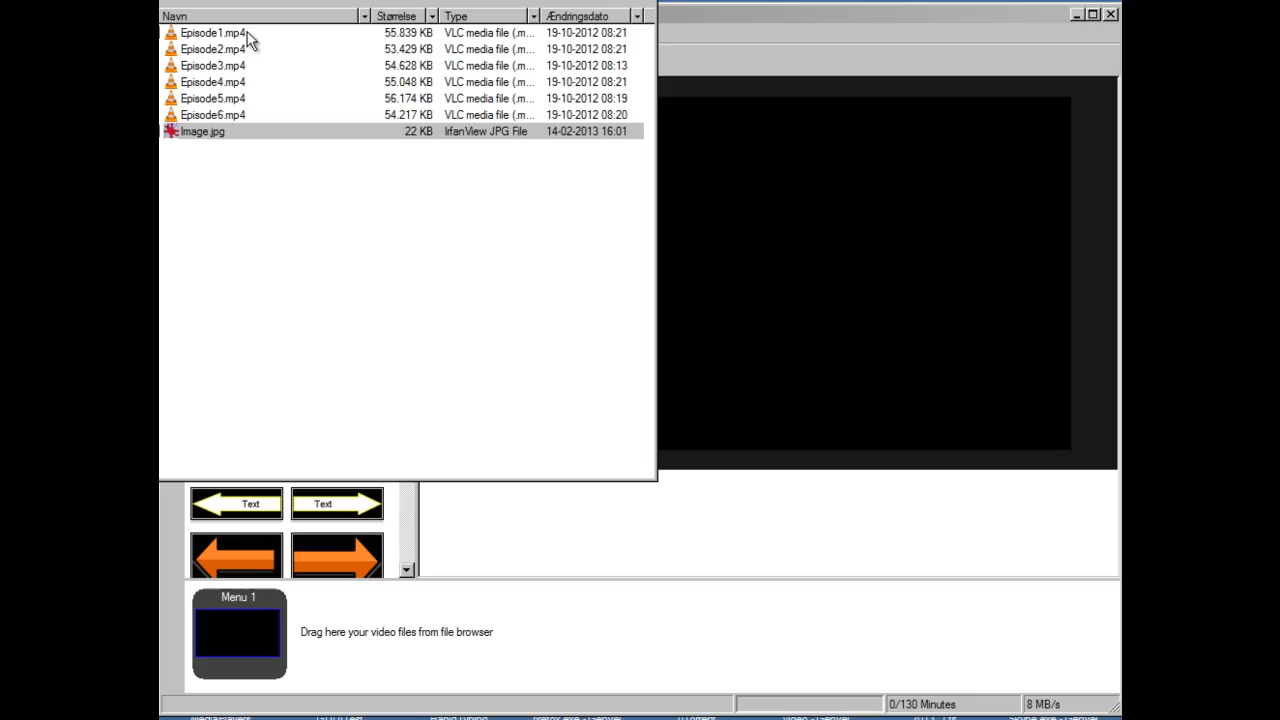 Navn Størrelse Type Ændringsdato
Episode1.mp4 55.839 KB VLC media file (.m... 19-10-2012 08:21
Episode2.mp4 53.429 KB VLC media file (.m... 19-10-2012 08:21
Episode3.mp4 54.628 KB VLC media file (.m... 19-10-2012 08:13
Episode4.mp4 55.048 KB VLC media file (.m... 19-10-2012 08:21
Episode5.mp4 56.174 KB VLC media file (.m... 19-10-2012 08:19
Episode6.mp4 54.217 KB VLC media file (.m... 19-10-2012 08:20
Image.jpg 22 KB IrfanView JPG File 14-02-2013 16:01
Text Text
Menu 1
Drag here your video files from file browser
0/130 Minutes 8 MB/s